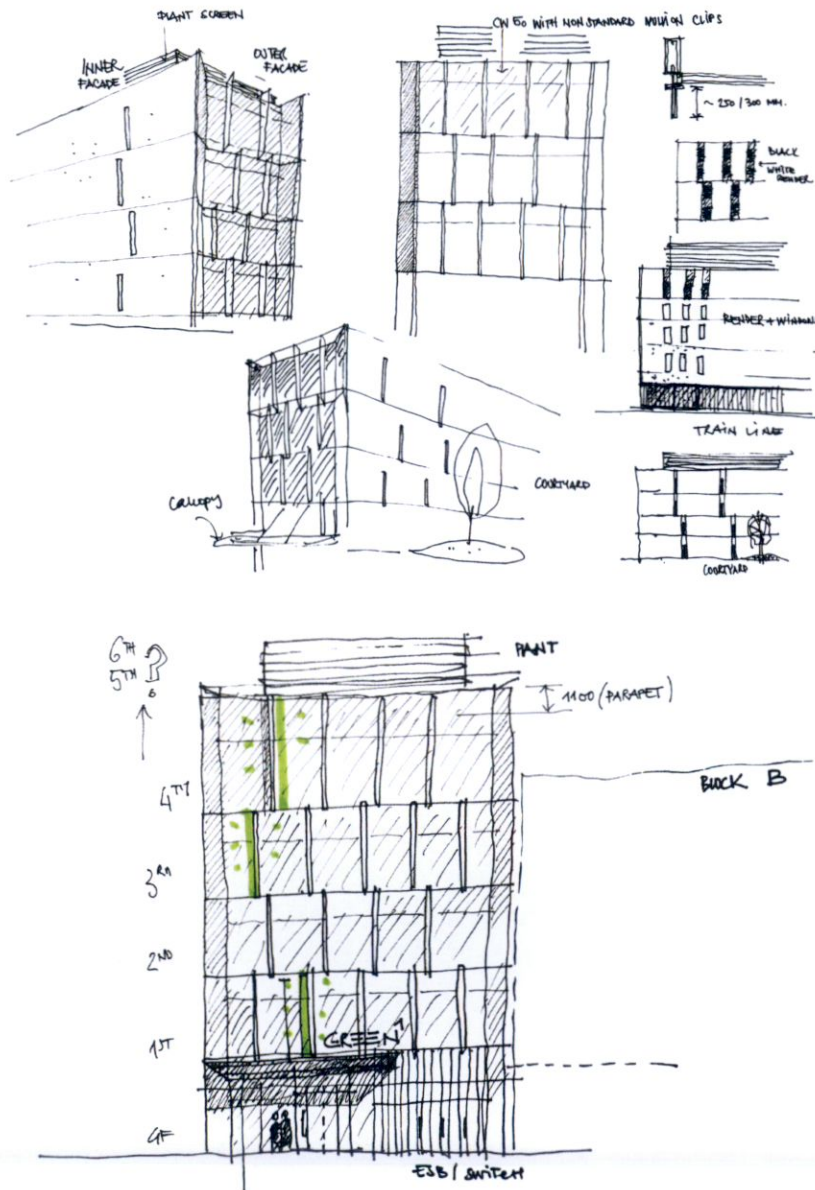 PLANT SCREEN
INNER
FACADE
OUTER
FACADE
CW 50 WITH NONSTANDARD MULLION CLIPS
~ 250 / 300 MM.
BLACK
WHITE
RENDER
RENDER + WINDOW
TRAIN LINE
CANOPY
COURTYARD
COURTYARD
6TH
5TH ?
PLANT
1100 (PARAPET)
BLOCK B
4TH
3RD
2ND
1ST
GREEN
GF
ESB / SWITCH